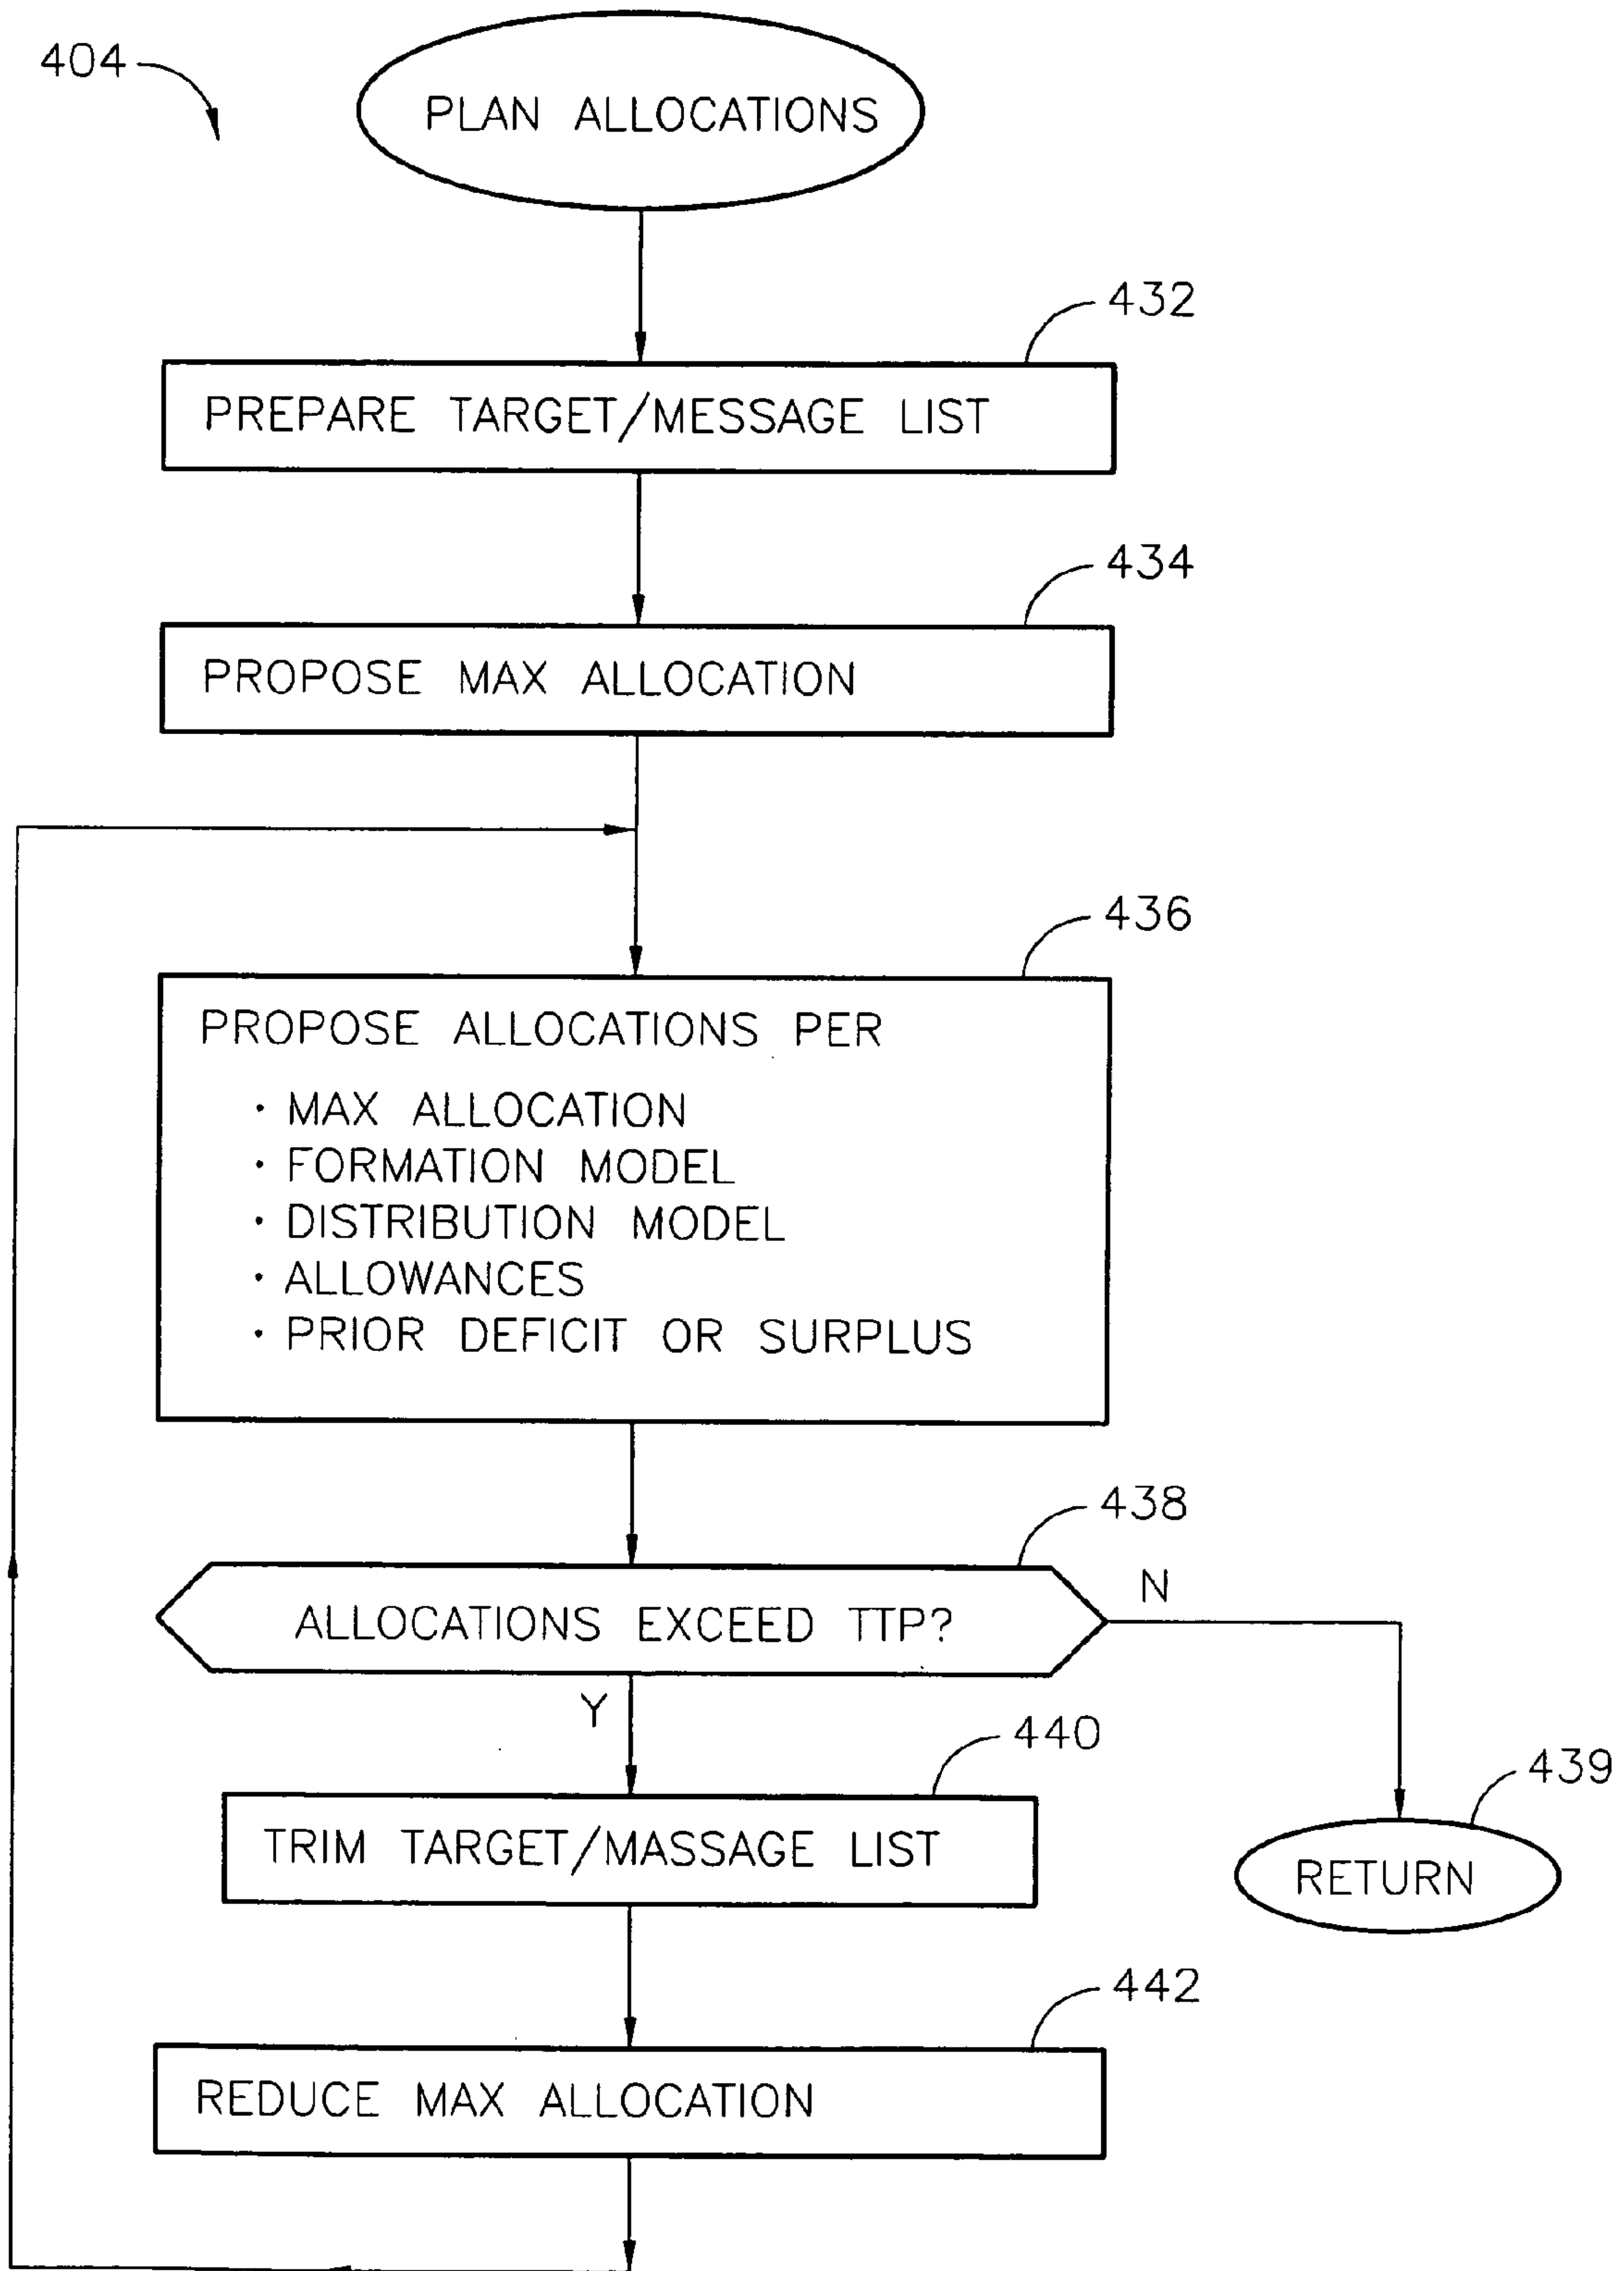 404
PLAN ALLOCATIONS
432
PREPARE TARGET/MESSAGE LIST
434
PROPOSE MAX ALLOCATION
436
PROPOSE ALLOCATIONS PER
· MAX ALLOCATION
· FORMATION MODEL
· DISTRIBUTION MODEL
· ALLOWANCES
· PRIOR DEFICIT OR SURPLUS
438
ALLOCATIONS EXCEED TTP?
N
Y
440
TRIM TARGET/MASSAGE LIST
439
RETURN
442
REDUCE MAX ALLOCATION